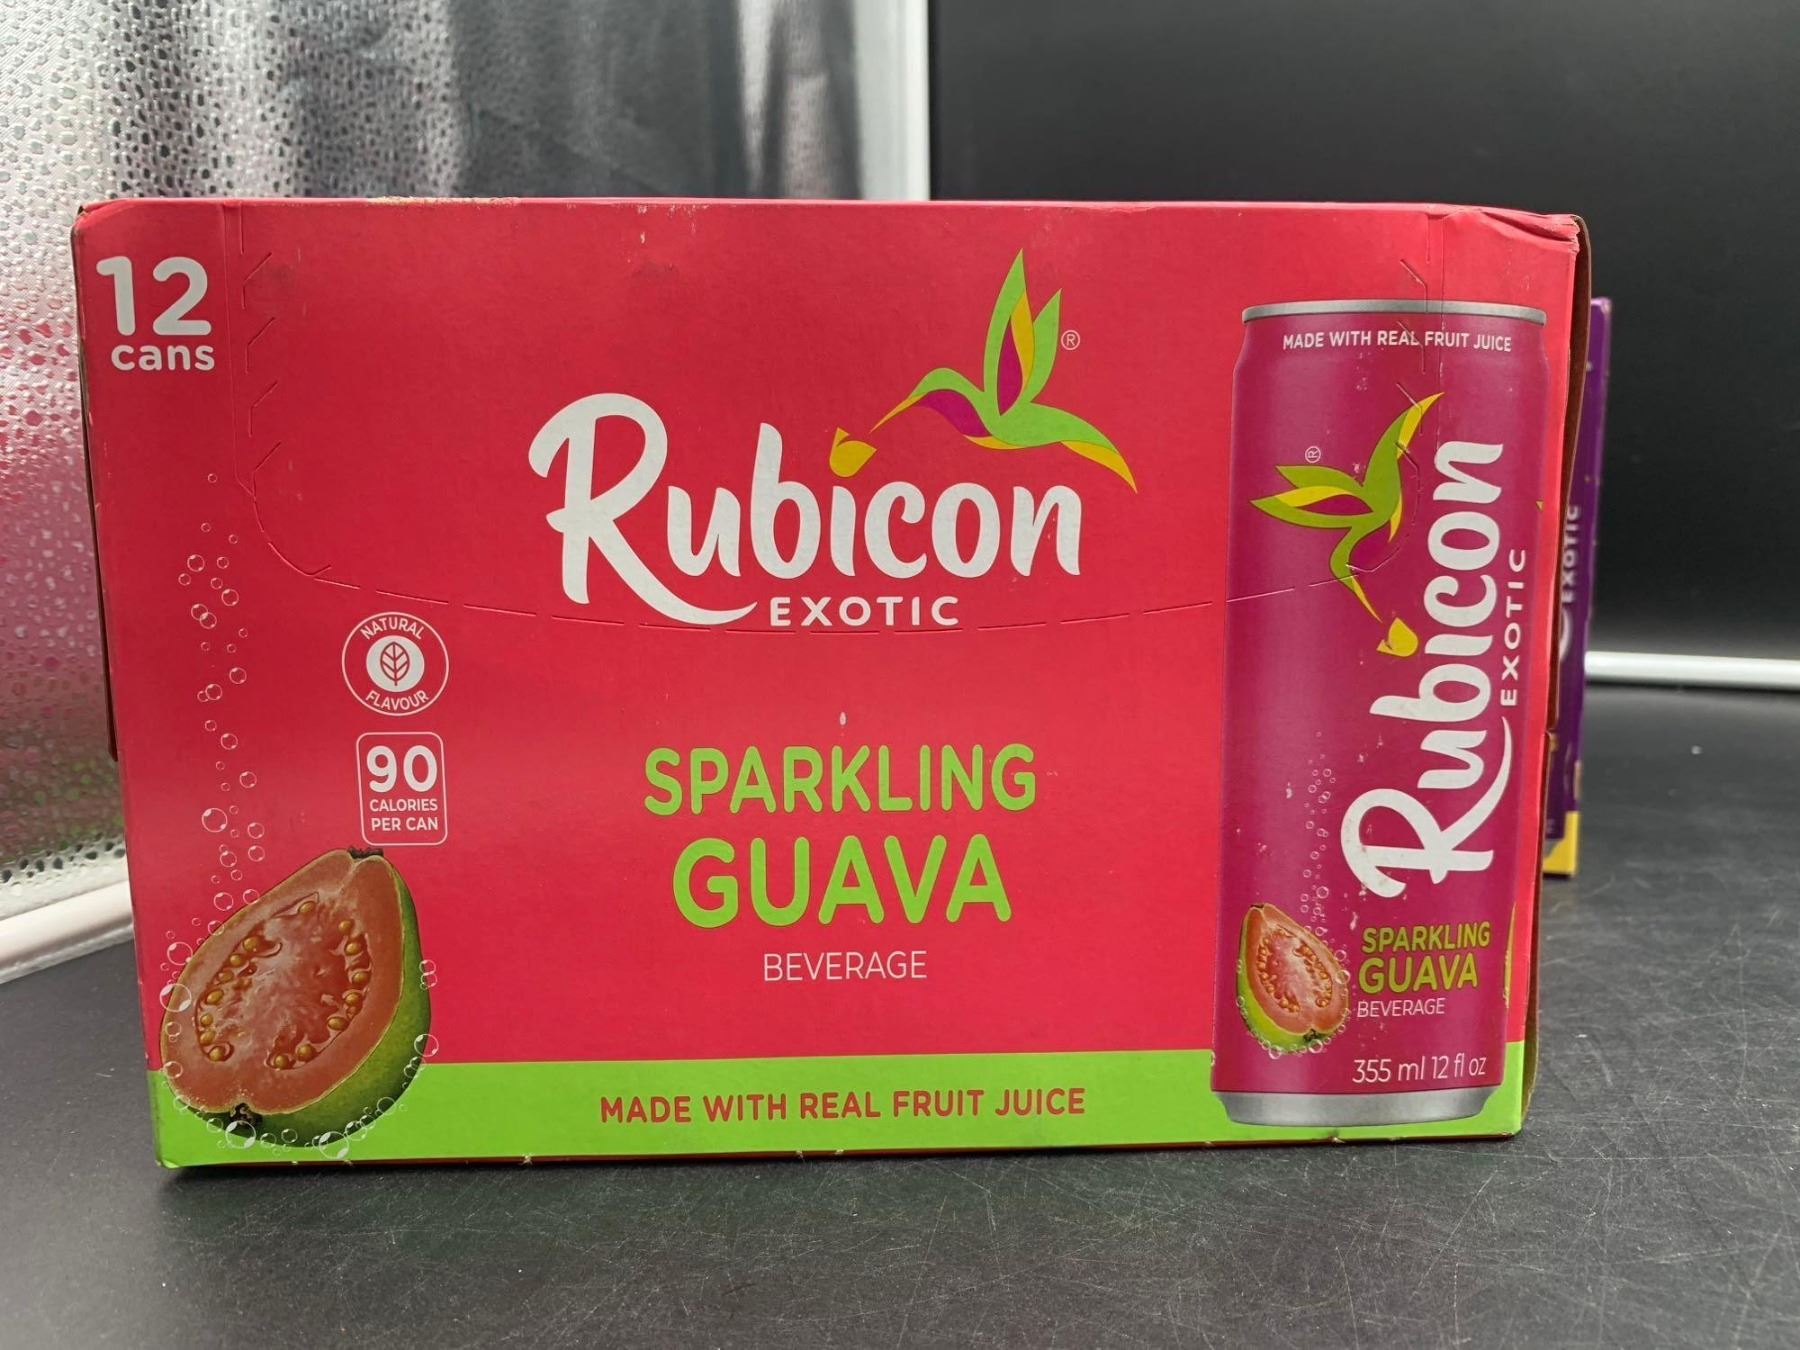 12
cans
Rubicon
®
EXOTIC
NATURAL
FLAVOUR
90
CALORIES
PER CAN
SPARKLING
GUAVA
BEVERAGE
MADE WITH REAL FRUIT JUICE
MADE WITH REAL FRUIT JUICE
®
Rubicon
EXOTIC
SPARKLING
GUAVA
BEVERAGE
355 ml 12 fl oz
EXOTIC